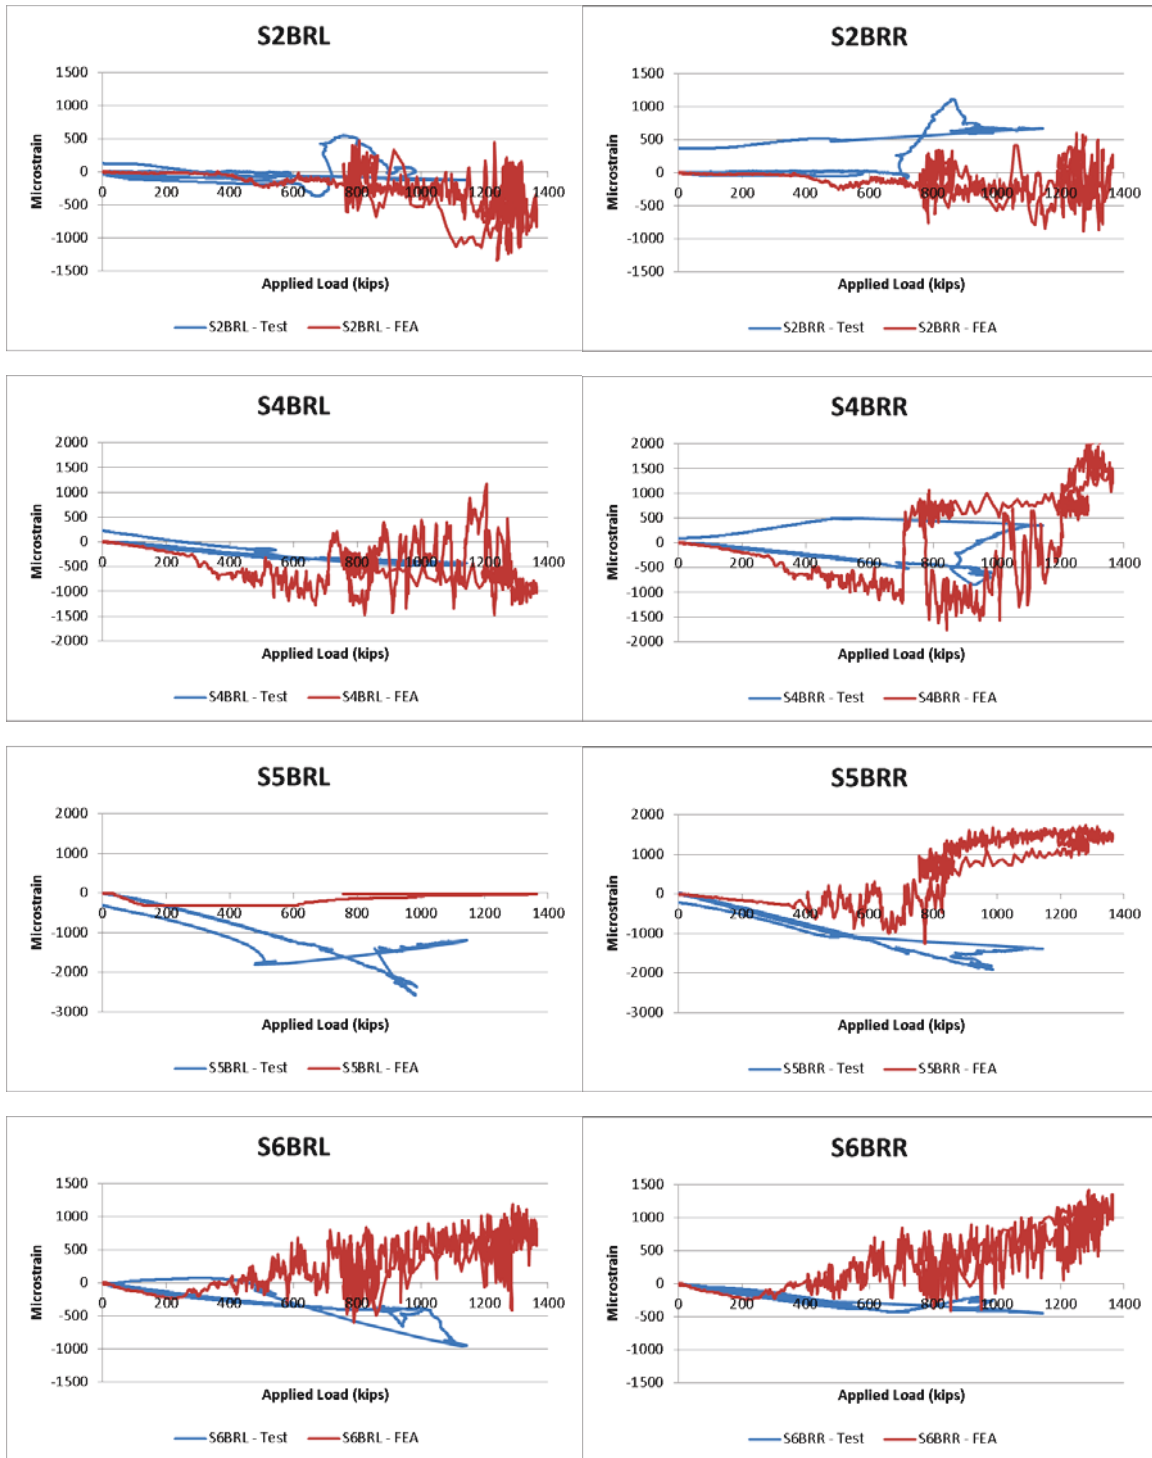 S2BRL
1500
1000
500
0
-500
-1000
-1500
0 200 400 600 800 1000 1200 1400
Microstrain
Applied Load (kips)
S2BRL - Test S2BRL - FEA
S2BRR
1500
1000
500
0
-500
-1000
-1500
0 200 400 600 800 1000 1200 1400
Microstrain
Applied Load (kips)
S2BRR - Test S2BRR - FEA
S4BRL
2000
1500
1000
500
0
-500
-1000
-1500
-2000
0 200 400 600 800 1000 1200 1400
Microstrain
Applied Load (kips)
S4BRL - Test S4BRL - FEA
S4BRR
2000
1500
1000
500
0
-500
-1000
-1500
-2000
0 200 400 600 800 1000 1200 1400
Microstrain
Applied Load (kips)
S4BRR - Test S4BRR - FEA
S5BRL
2000
1000
0
-1000
-2000
-3000
0 200 400 600 800 1000 1200 1400
Microstrain
Applied Load (kips)
S5BRL - Test S5BRL - FEA
S5BRR
2000
1000
0
-1000
-2000
-3000
0 200 400 600 800 1000 1200 1400
Microstrain
Applied Load (kips)
S5BRR - Test S5BRR - FEA
S6BRL
1500
1000
500
0
-500
-1000
-1500
0 200 400 600 800 1000 1200 1400
Microstrain
Applied Load (kips)
S6BRL - Test S6BRL - FEA
S6BRR
1500
1000
500
0
-500
-1000
-1500
0 200 400 600 800 1000 1200 1400
Microstrain
Applied Load (kips)
S6BRR - Test S6BRR - FEA